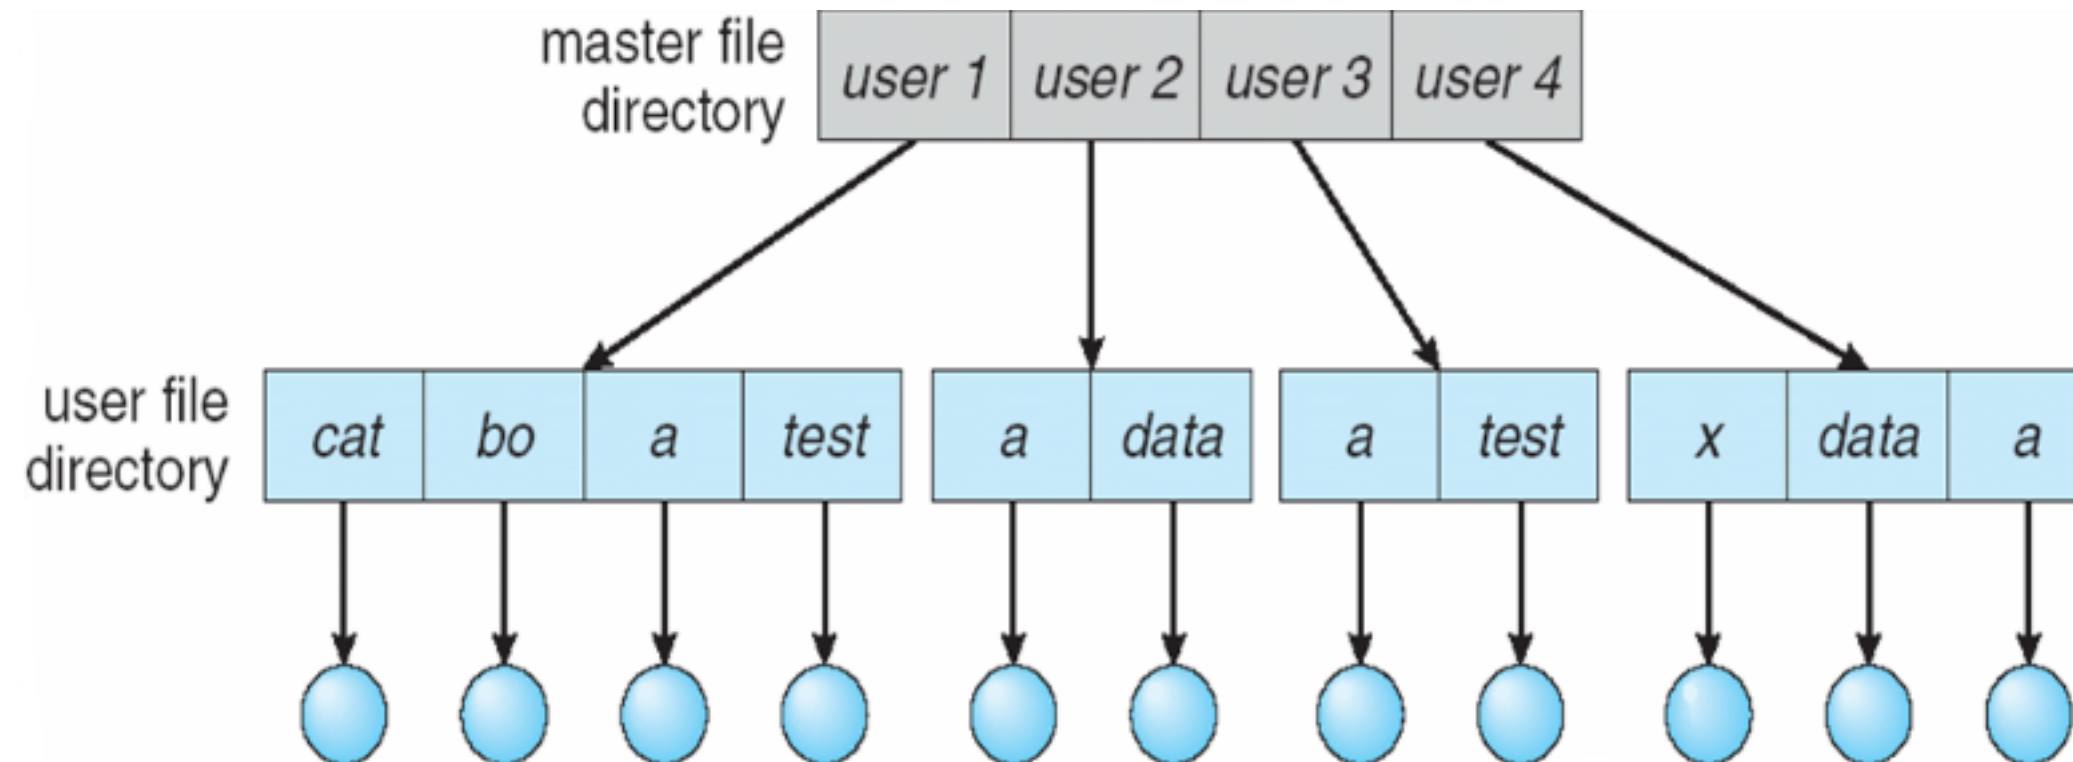 master file
directory
user 1 user 2 user 3 user 4
user file
directory
cat bo a test a data a test x data a